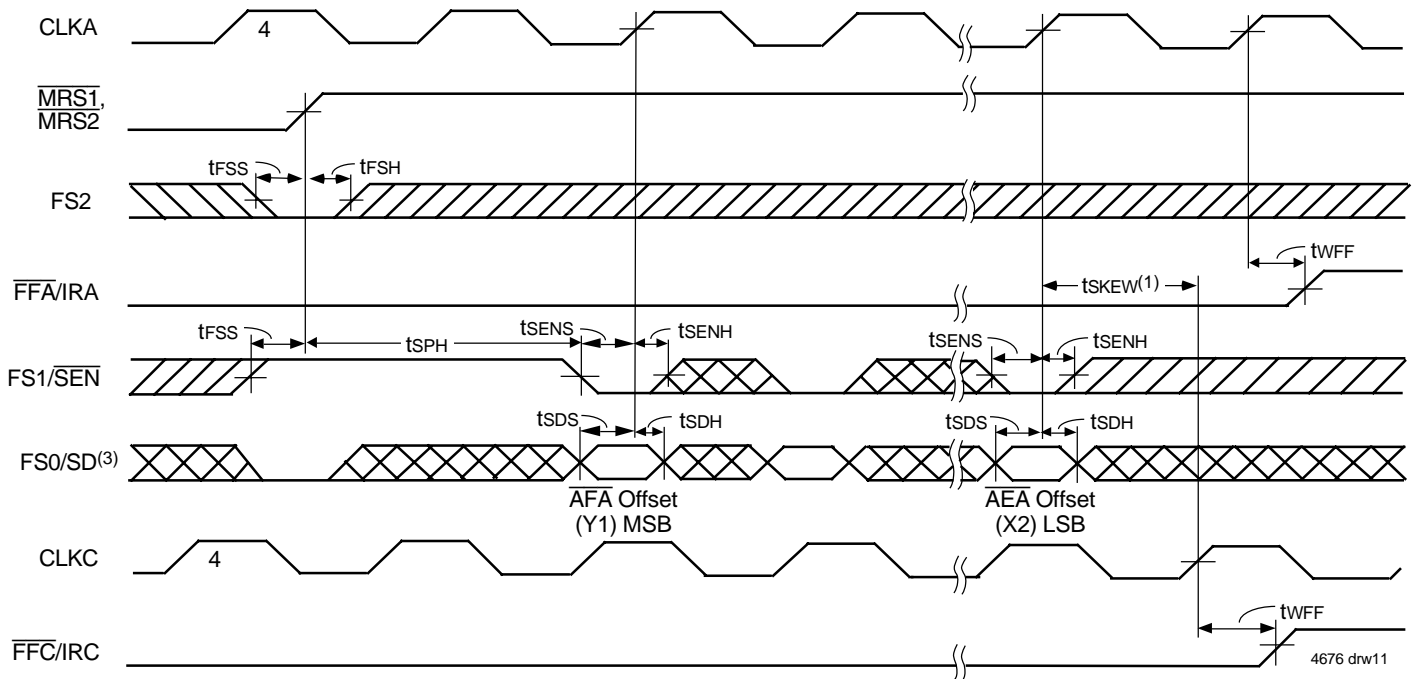 CLKA
4
MRS1,
MRS2
tFSS
tFSH
FS2
tWFF
FFA/IRA
tSKEW(1)
tFSS
tSPH
tSENS
tSENH
tSENS
tSENH
FS1/SEN
tSDS
tSDH
tSDS
tSDH
FS0/SD(3)
AFA Offset
(Y1) MSB
AEA Offset
(X2) LSB
CLKC
4
tWFF
FFC/IRC
4676 drw11